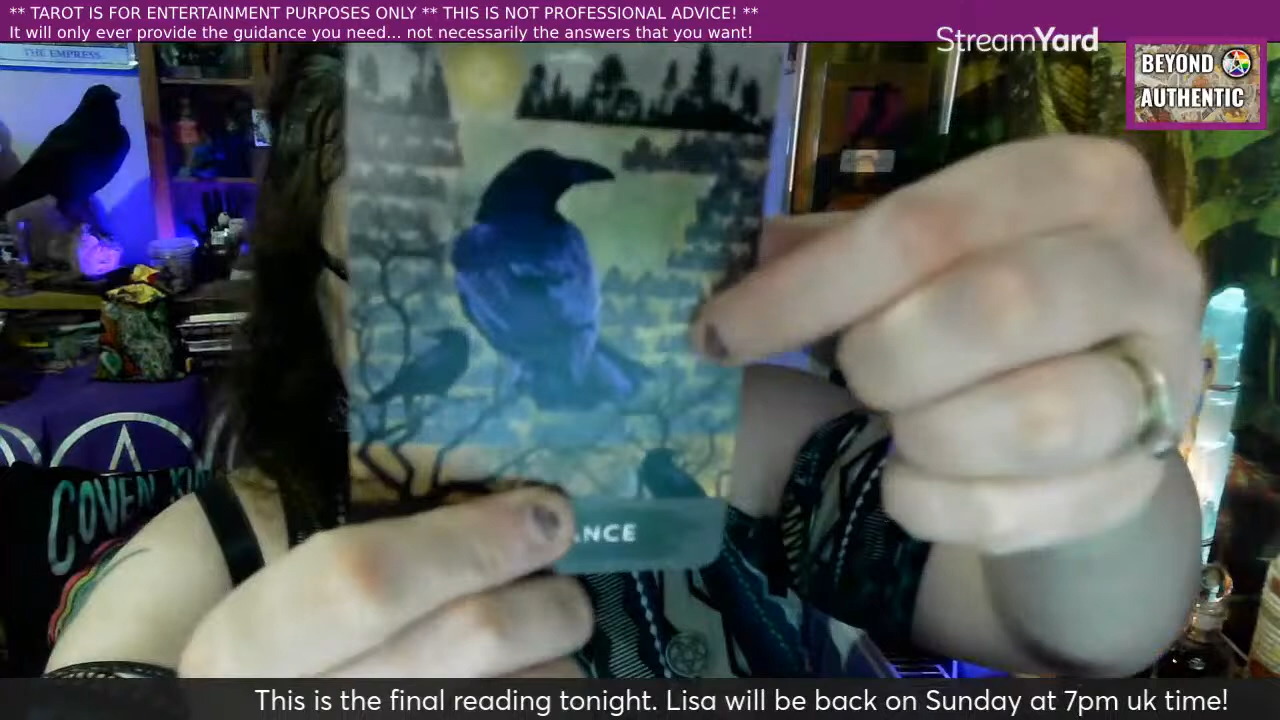 ** TAROT IS FOR ENTERTAINMENT PURPOSES ONLY ** THIS IS NOT PROFESSIONAL ADVICE! **
It will only ever provide the guidance you need... not necessarily the answers that you want!
StreamYard
BEYOND
AUTHENTIC
THE EMPRESS
COVEN
ANCE
This is the final reading tonight. Lisa will be back on Sunday at 7pm uk time!